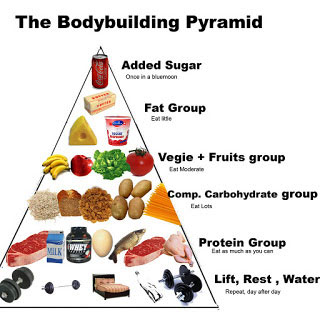 The Bodybuilding Pyramid
Added Sugar
Once in a bluemoon
Fat Group
Eat little
Vegie + Fruits group
Eat Moderate
Comp. Carbohydrate group
Eat Lots
Protein Group
Eat as much as you can
MILK
WHEY
Lift, Rest , Water
Repeat, day after day